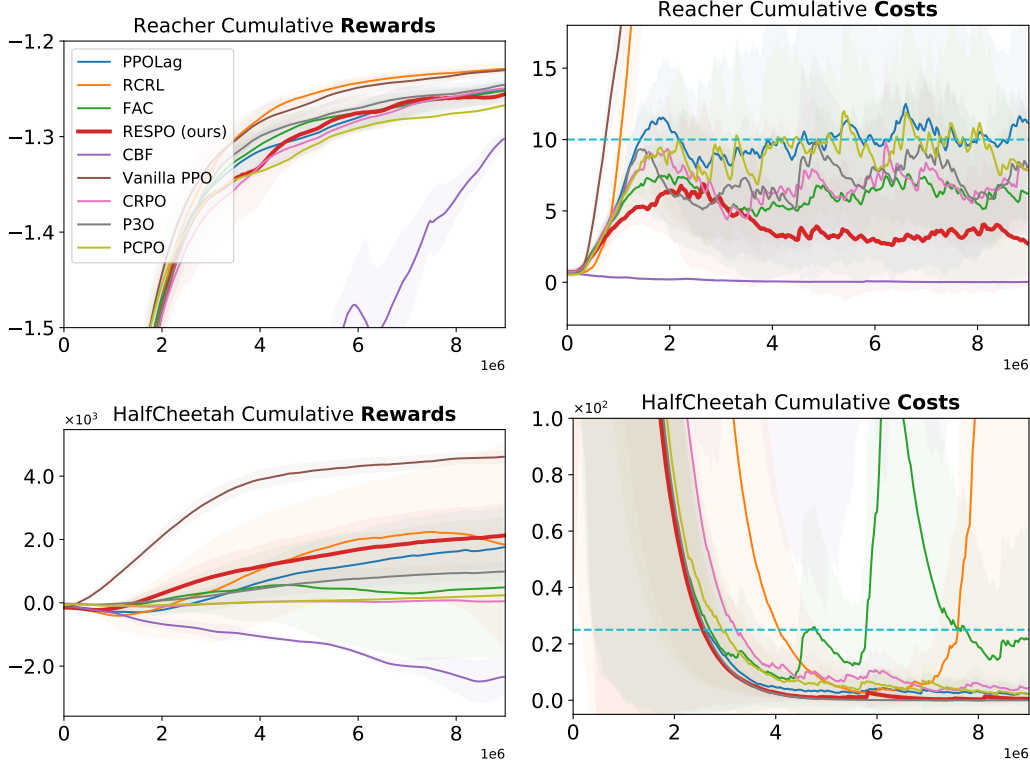 Reacher Cumulative Rewards
−1.2
−1.3
−1.4
−1.5
PPOLag
RCRL
FAC
RESPO (ours)
CBF
Vanilla PPO
CRPO
P3O
PCPO
0 2 4 6 8
1e6
Reacher Cumulative Costs
15
10
5
0
0 2 4 6 8
1e6
HalfCheetah Cumulative Rewards
×10³
4.0
2.0
0.0
−2.0
0 2 4 6 8
1e6
HalfCheetah Cumulative Costs
×10²
1.0
0.8
0.6
0.4
0.2
0.0
0 2 4 6 8
1e6